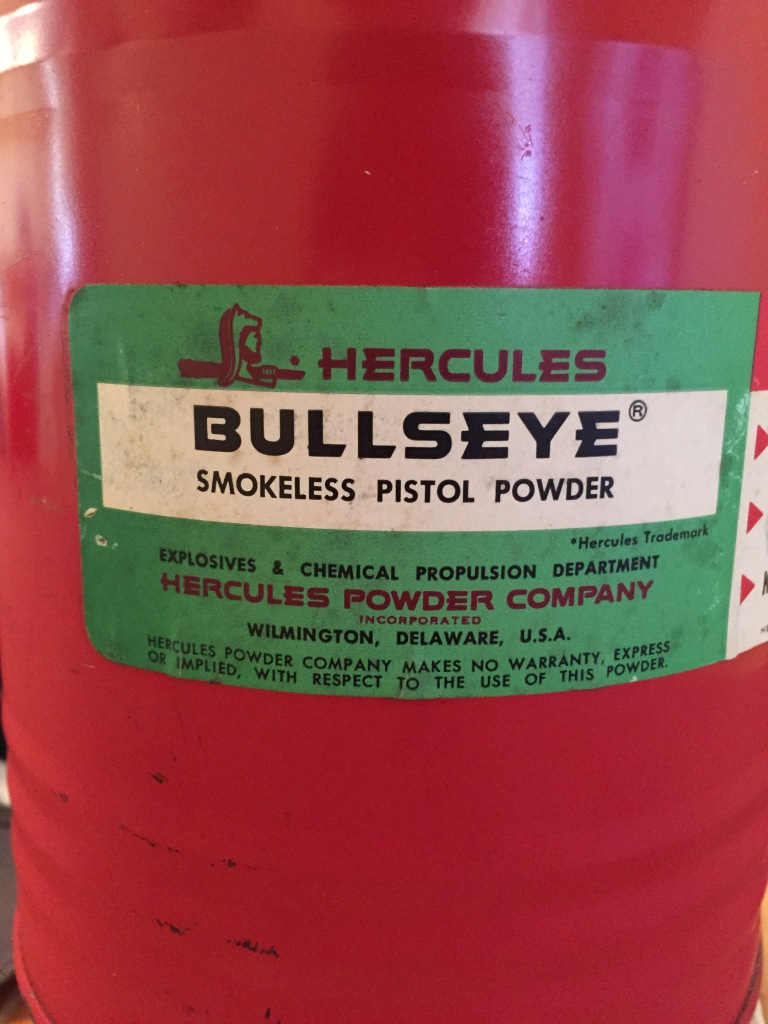 HERCULES
BULLSEYE®
SMOKELESS PISTOL POWDER
*Hercules Trademark
EXPLOSIVES & CHEMICAL PROPULSION DEPARTMENT
HERCULES POWDER COMPANY
INCORPORATED
WILMINGTON, DELAWARE, U.S.A.
HERCULES POWDER COMPANY MAKES NO WARRANTY, EXPRESS
OR IMPLIED, WITH RESPECT TO THE USE OF THIS POWDER.